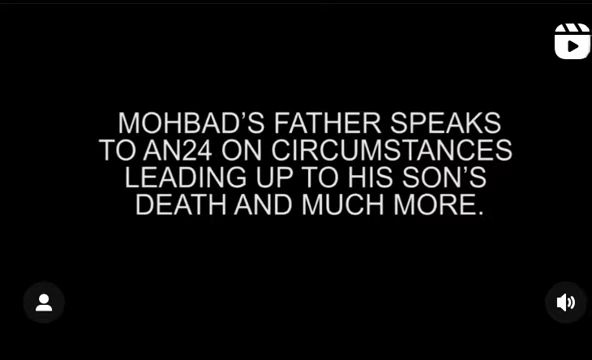 MOHBAD'S FATHER SPEAKS
TO AN24 ON CIRCUMSTANCES
LEADING UP TO HIS SON'S
DEATH AND MUCH MORE.